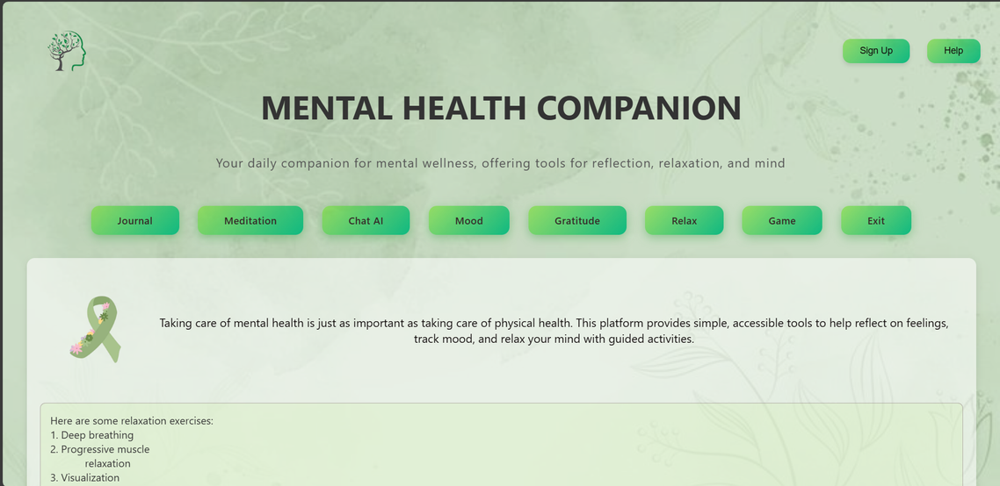 Sign Up
Help
MENTAL HEALTH COMPANION
Your daily companion for mental wellness, offering tools for reflection, relaxation, and mind
Journal
Meditation
Chat AI
Mood
Gratitude
Relax
Game
Exit
Taking care of mental health is just as important as taking care of physical health. This platform provides simple, accessible tools to help reflect on feelings,
track mood, and relax your mind with guided activities.
Here are some relaxation exercises:
1. Deep breathing
2. Progressive muscle
relaxation
3. Visualization